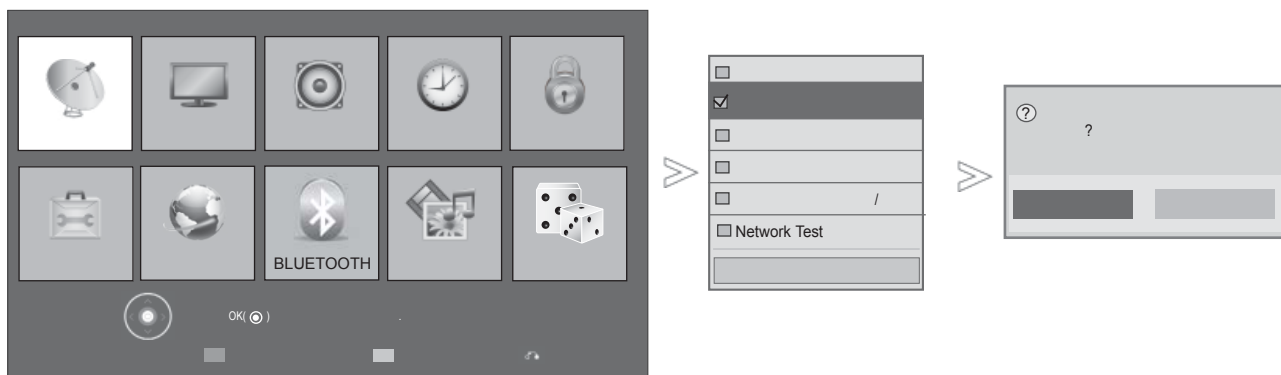 BLUETOOTH
OK(◉) .
?
?
/
Network Test